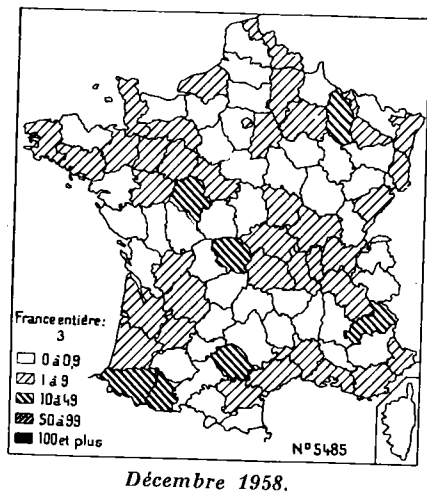 France entière:
3
0 à 0,9
1 à 9
10 à 49
50 à 99
100 et plus
N° 5485
Décembre 1958.